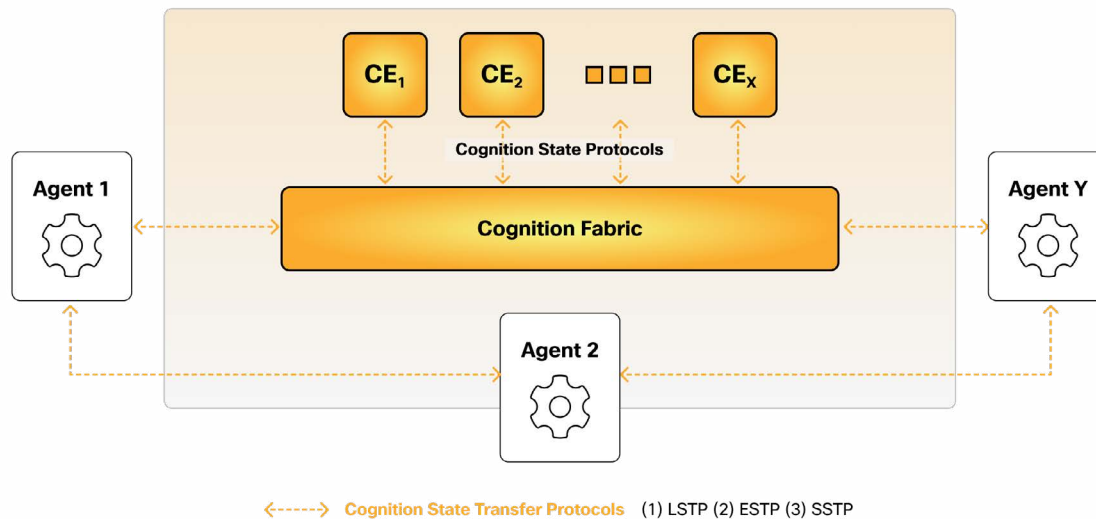 CE₁
CE₂
CEₓ
Cognition State Protocols
Agent 1
Agent Y
Cognition Fabric
Agent 2
Cognition State Transfer Protocols (1) LSTP (2) ESTP (3) SSTP